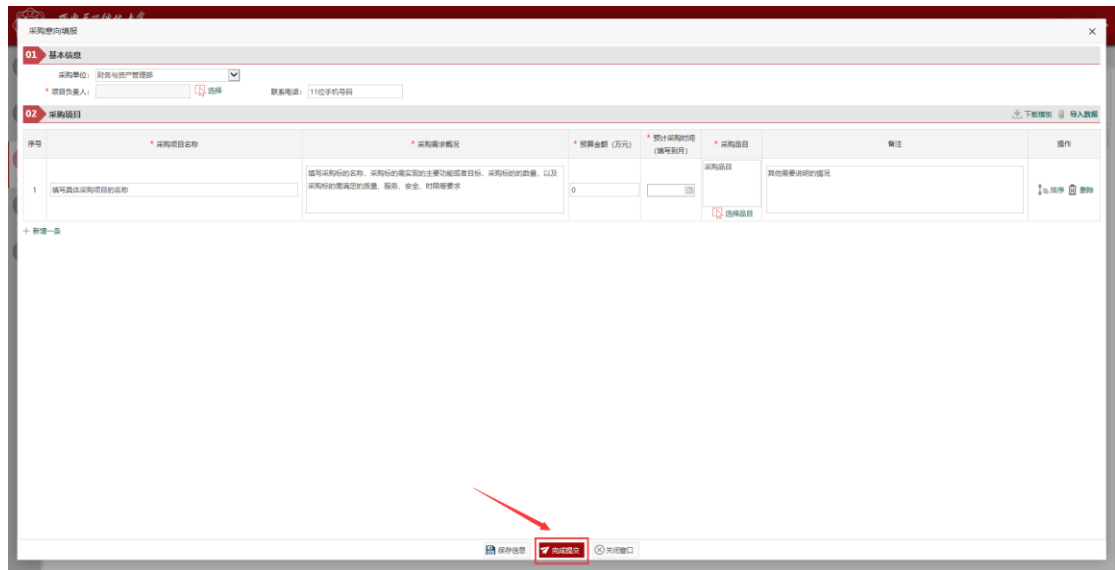 采购意向填报
01 基本信息
采购单位: 财务与资产管理部
* 项目负责人: 选择 联系电话: 11位手机号码
02 采购项目 下载模板 导入数据
序号 * 采购项目名称 * 采购需求概况 * 预算金额 (万元) * 预计采购时间 (填写到月) * 采购品目 备注 操作
1 填写具体采购项目的名称
填写采购标的名称、采购标的需实现的主要功能或者目标、采购标的的数量、以及
采购标的需满足的质量、服务、安全、时限等要求
0
采购品目
选择品目
其他需要说明的情况
排序 删除
+ 新增一条
保存信息 完成提交 关闭窗口